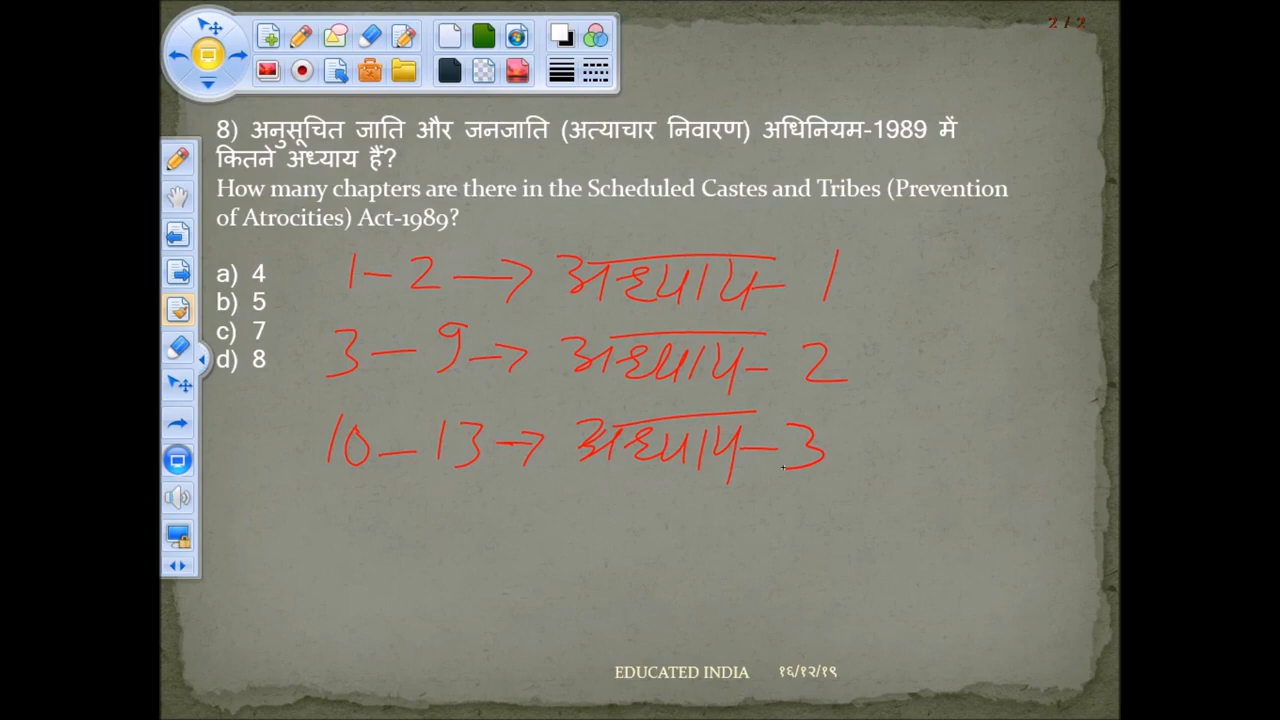 2 / 2
8) अनुसूचित जाति और जनजाति (अत्याचार निवारण) अधिनियम-1989 में
कितने अध्याय हैं?
How many chapters are there in the Scheduled Castes and Tribes (Prevention
of Atrocities) Act-1989?
a) 4
b) 5
c) 7
d) 8
1-2 → अध्याय- 1
3-9 → अध्याय- 2
10-13 → अध्याय-3
EDUCATED INDIA १६/१२/१९